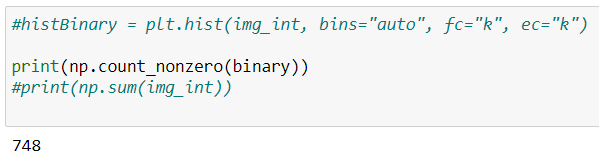 #histBinary = plt.hist(img_int, bins="auto", fc="k", ec="k")
print(np.count_nonzero(binary))
#print(np.sum(img_int))
748